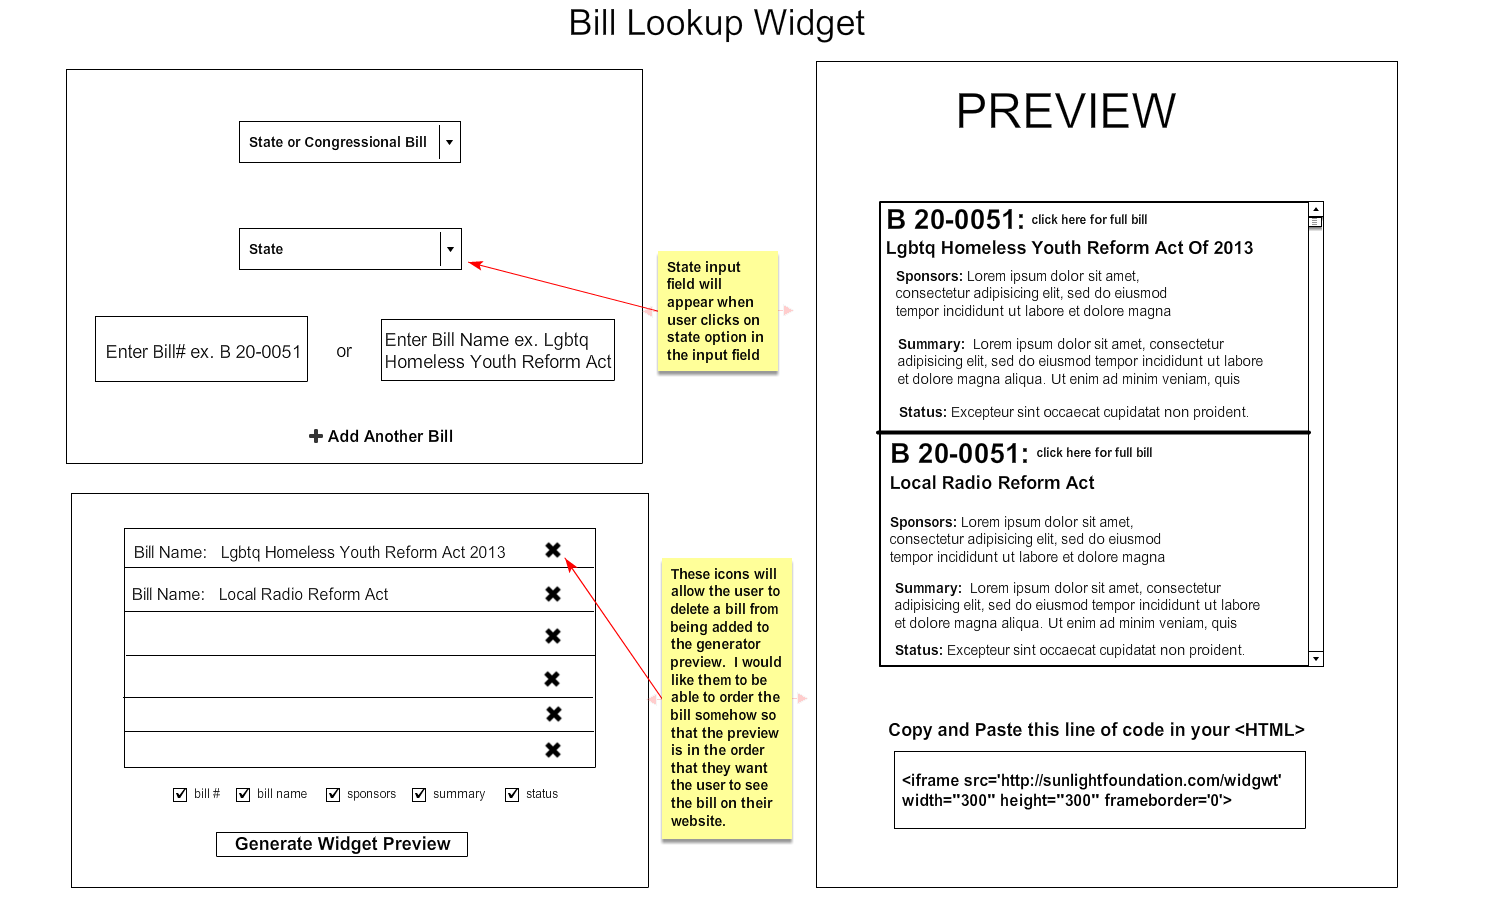 Bill Lookup Widget
State or Congressional Bill
State
Enter Bill# ex. B 20-0051
or
Enter Bill Name ex. Lgbtq
Homeless Youth Reform Act
Add Another Bill
State input
field will
appear when
user clicks on
state option in
the input field
Bill Name: Lgbtq Homeless Youth Reform Act 2013
Bill Name: Local Radio Reform Act
bill # bill name sponsors summary status
Generate Widget Preview
These icons will
allow the user to
delete a bill from
being added to
the generator
preview. I would
like them to be
able to order the
bill somehow so
that the preview
is in the order
that they want
the user to see
the bill on their
website.
PREVIEW
B 20-0051: click here for full bill
Lgbtq Homeless Youth Reform Act Of 2013
Sponsors: Lorem ipsum dolor sit amet,
consectetur adipisicing elit, sed do eiusmod
tempor incididunt ut labore et dolore magna
Summary: Lorem ipsum dolor sit amet, consectetur
adipisicing elit, sed do eiusmod tempor incididunt ut labore
et dolore magna aliqua. Ut enim ad minim veniam, quis
Status: Excepteur sint occaecat cupidatat non proident.
B 20-0051: click here for full bill
Local Radio Reform Act
Sponsors: Lorem ipsum dolor sit amet,
consectetur adipisicing elit, sed do eiusmod
tempor incididunt ut labore et dolore magna
Summary: Lorem ipsum dolor sit amet, consectetur
adipisicing elit, sed do eiusmod tempor incididunt ut labore
et dolore magna aliqua. Ut enim ad minim veniam, quis
Status: Excepteur sint occaecat cupidatat non proident.
Copy and Paste this line of code in your <HTML>
<iframe src='http://sunlightfoundation.com/widgwt'
width="300" height="300" frameborder='0'>